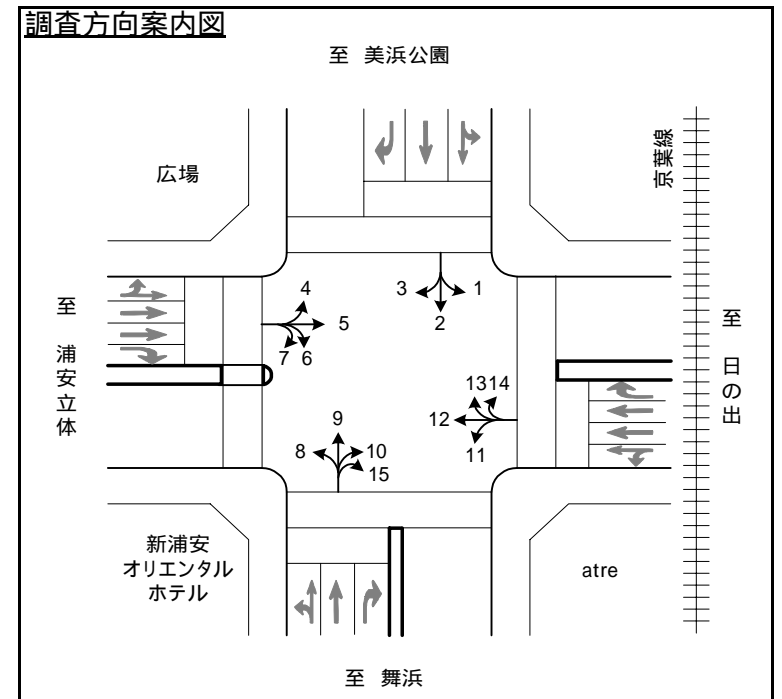 調査方向案内図
至 美浜公園
広場
京葉線
3
1
2
4
5
7 6
至 浦安立体
至 日の出
1314
12
11
9
8
10
15
新浦安
オリエンタル
ホテル
atre
至 舞浜